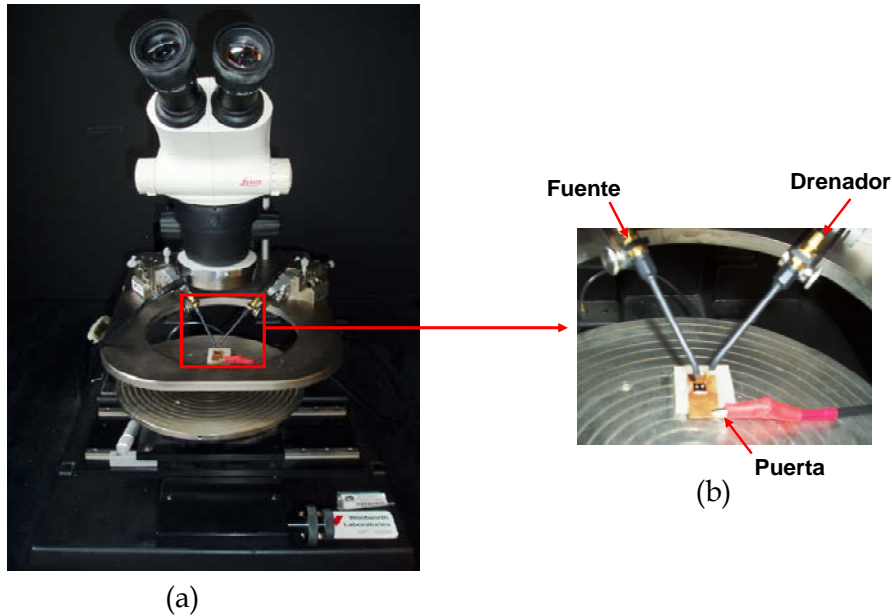 Leica
Wentworth
Laboratories
(a)
Fuente
Drenador
Puerta
(b)